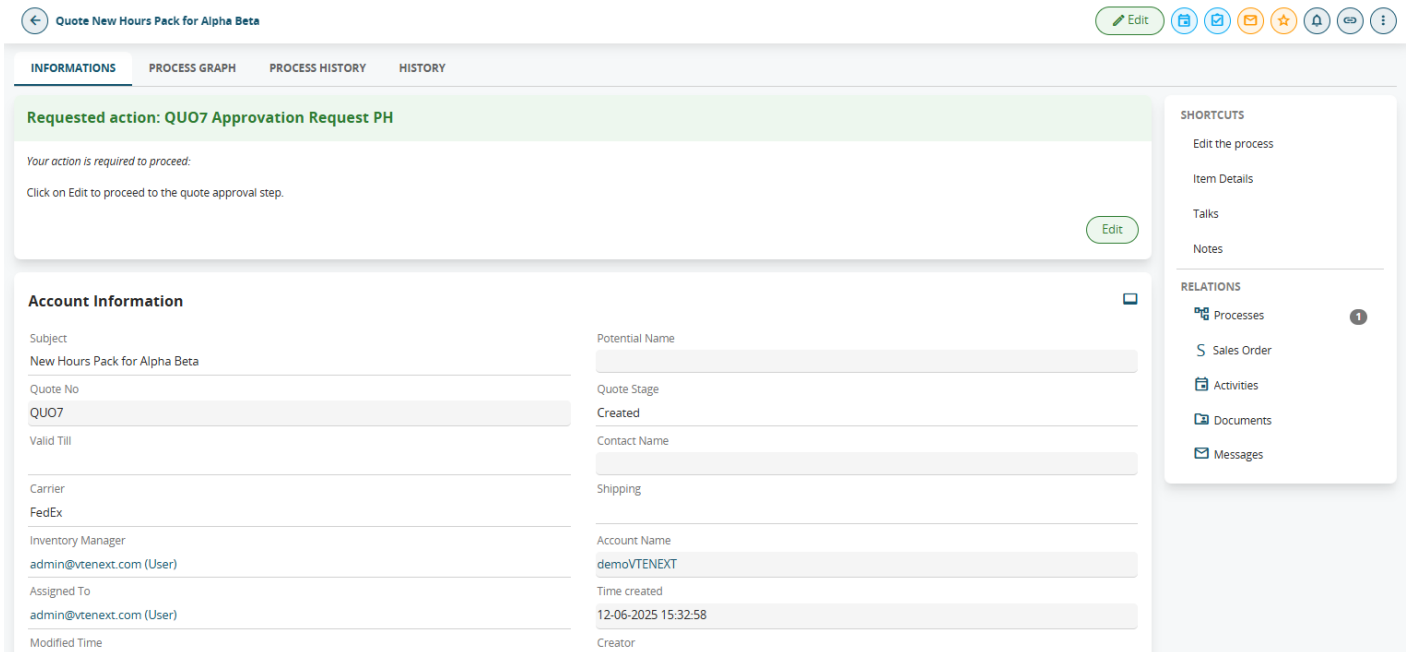 Quote New Hours Pack for Alpha Beta
Edit
INFORMATIONS PROCESS GRAPH PROCESS HISTORY HISTORY
Requested action: QUO7 Approvation Request PH
Your action is required to proceed:
Click on Edit to proceed to the quote approval step.
Edit
Account Information
Subject
New Hours Pack for Alpha Beta
Potential Name
Quote No
QUO7
Quote Stage
Created
Valid Till
Contact Name
Carrier
FedEx
Shipping
Inventory Manager
admin@vtenext.com (User)
Account Name
demoVTENEXT
Assigned To
admin@vtenext.com (User)
Time created
12-06-2025 15:32:58
Modified Time
Creator
SHORTCUTS
Edit the process
Item Details
Talks
Notes
RELATIONS
Processes 1
Sales Order
Activities
Documents
Messages